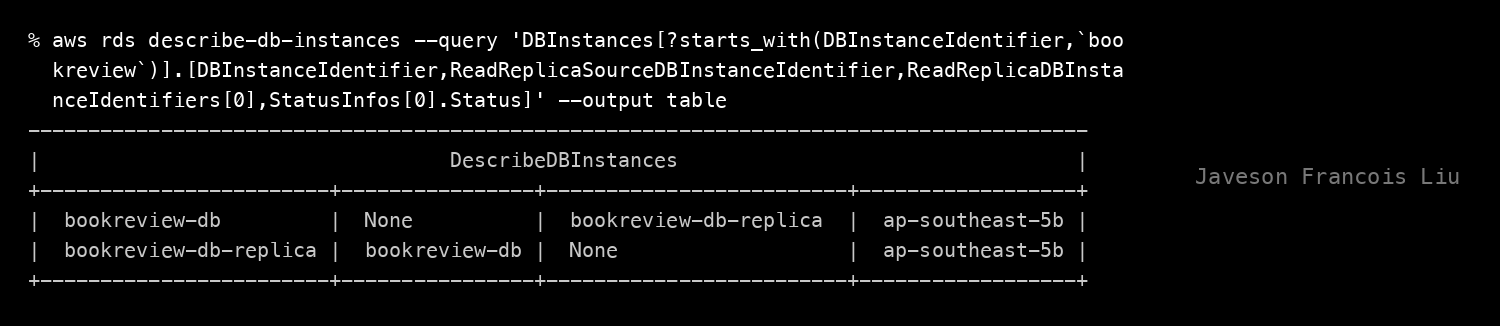 % aws rds describe-db-instances --query 'DBInstances[?starts_with(DBInstanceIdentifier,`boo
  kreview`)].[DBInstanceIdentifier,ReadReplicaSourceDBInstanceIdentifier,ReadReplicaDBInsta
  nceIdentifiers[0],StatusInfos[0].Status]' --output table
----------------------------------------------------------------------------------------
|                                  DescribeDBInstances                                 |
+------------------------+----------------+-------------------------+------------------+
|  bookreview-db         |  None          |  bookreview-db-replica  |  ap-southeast-5b |
|  bookreview-db-replica |  bookreview-db |  None                   |  ap-southeast-5b |
+------------------------+----------------+-------------------------+------------------+
Javeson Francois Liu